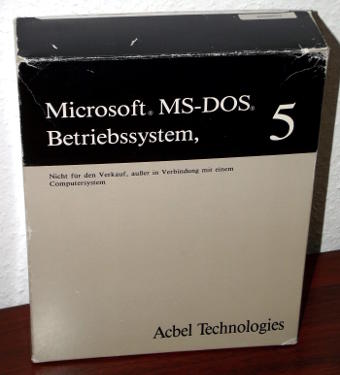 Microsoft® MS-DOS®
Betriebssystem, 5
Nicht für den Verkauf, außer in Verbindung mit einem
Computersystem
Acbel Technologies